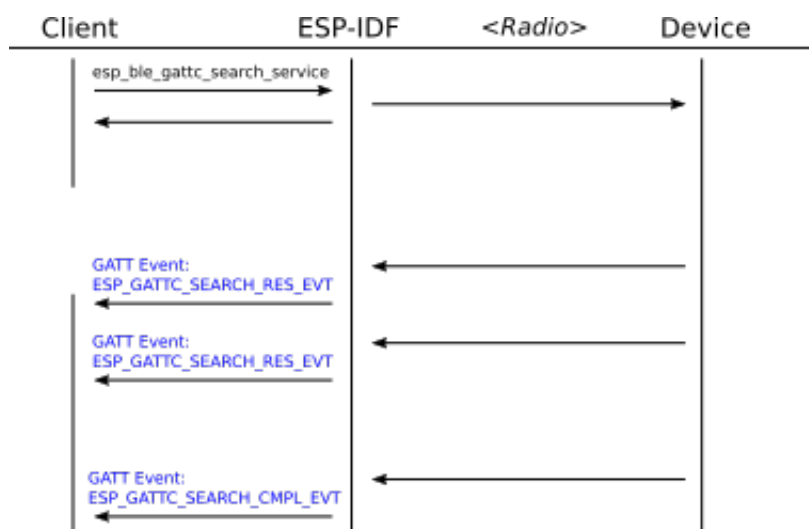 Client ESP-IDF <Radio> Device
esp_ble_gattc_search_service
GATT Event:
ESP_GATTC_SEARCH_RES_EVT
GATT Event:
ESP_GATTC_SEARCH_RES_EVT
GATT Event:
ESP_GATTC_SEARCH_CMPL_EVT